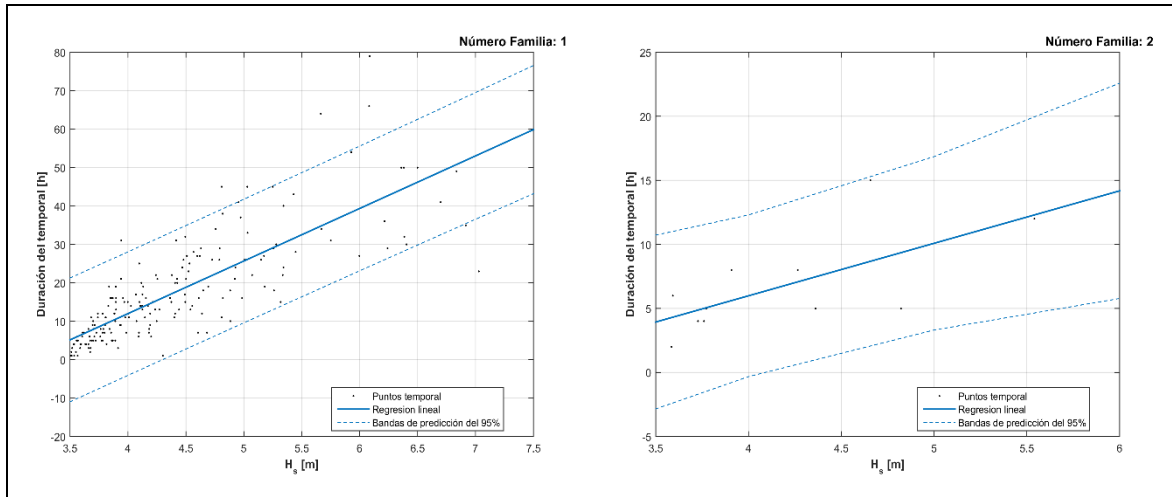 Número Familia: 1
80
70
60
50
40
30
20
10
0
-10
-20
Duración del temporal [h]
3.5 4 4.5 5 5.5 6 6.5 7 7.5
H_s [m]
Puntos temporal
Regresion lineal
Bandas de predicción del 95%
Número Familia: 2
25
20
15
10
5
0
-5
Duración del temporal [h]
3.5 4 4.5 5 5.5 6
H_s [m]
Puntos temporal
Regresion lineal
Bandas de predicción del 95%